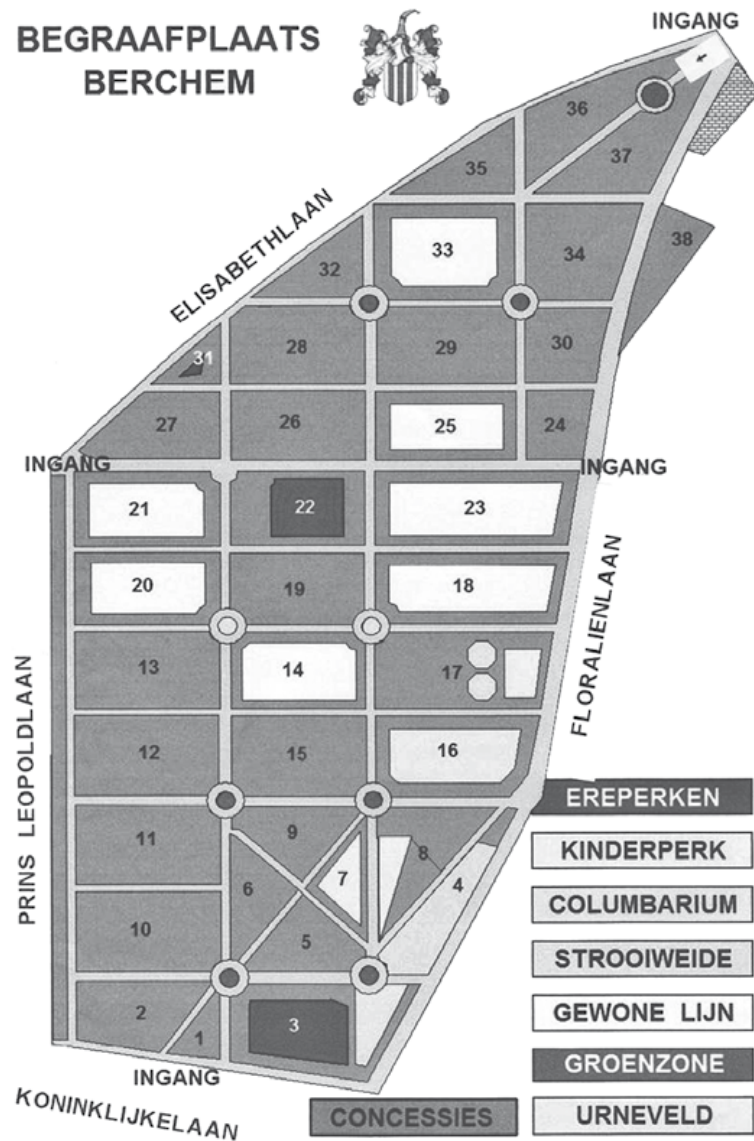 BEGRAAFPLAATS
BERCHEM
INGANG
36
37
35
38
33
34
32
ELISABETHLAAN
31
28
29
30
27
26
25
24
INGANG
INGANG
21
22
23
20
19
18
FLORALIENLAAN
13
14
17
PRINS LEOPOLDLAAN
12
15
16
11
9
8
7
6
4
10
5
2
1
3
INGANG
KONINKLIJKELAAN
EREPERKEN
KINDERPERK
COLUMBARIUM
STROOIWEIDE
GEWONE LIJN
GROENZONE
CONCESSIES
URNEVELD